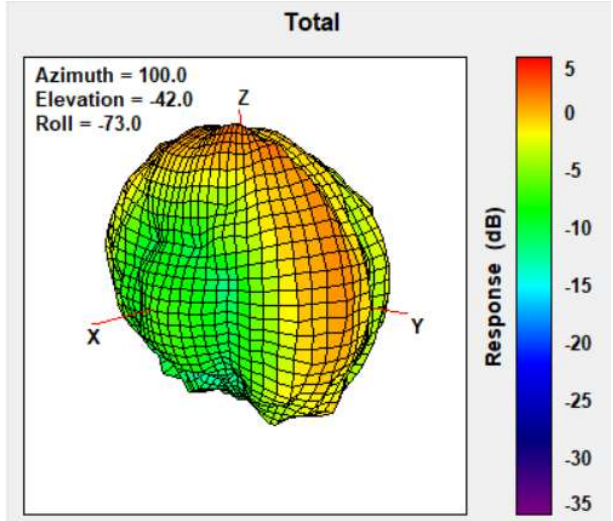 Total
Azimuth = 100.0
Elevation = -42.0
Roll = -73.0
Z
X
Y
Response (dB)
5
0
-5
-10
-15
-20
-25
-30
-35